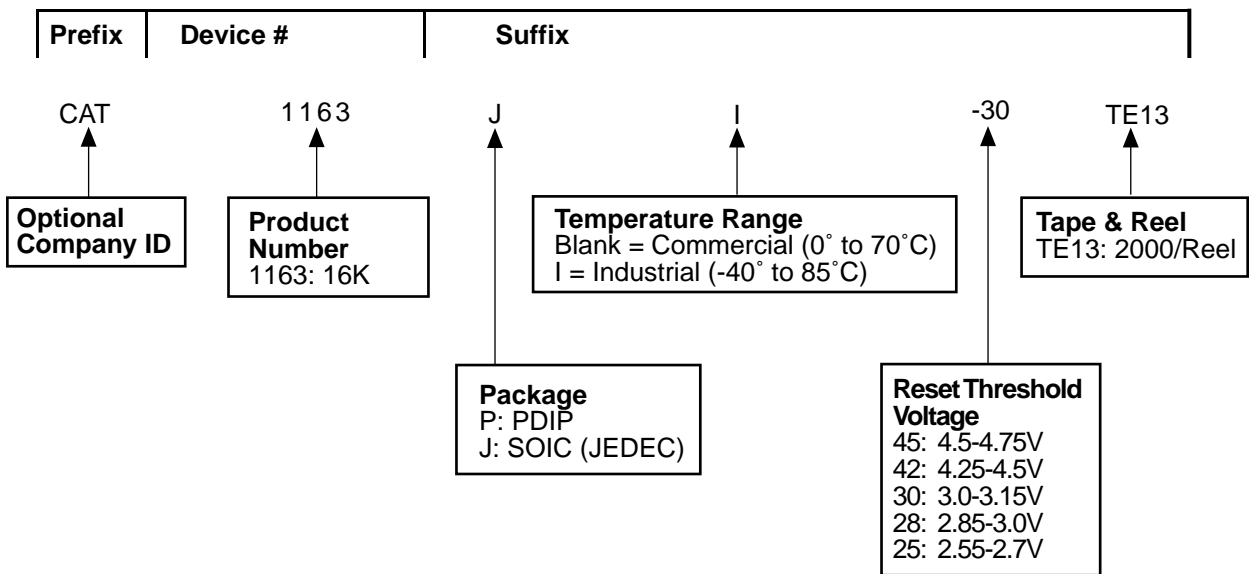 Prefix Device # Suffix
CAT 1163 J I -30 TE13
Optional
Company ID
Product
Number
1163: 16K
Temperature Range
Blank = Commercial (0˚ to 70˚C)
I = Industrial (-40˚ to 85˚C)
Tape & Reel
TE13: 2000/Reel
Package
P: PDIP
J: SOIC (JEDEC)
Reset Threshold
Voltage
45: 4.5-4.75V
42: 4.25-4.5V
30: 3.0-3.15V
28: 2.85-3.0V
25: 2.55-2.7V